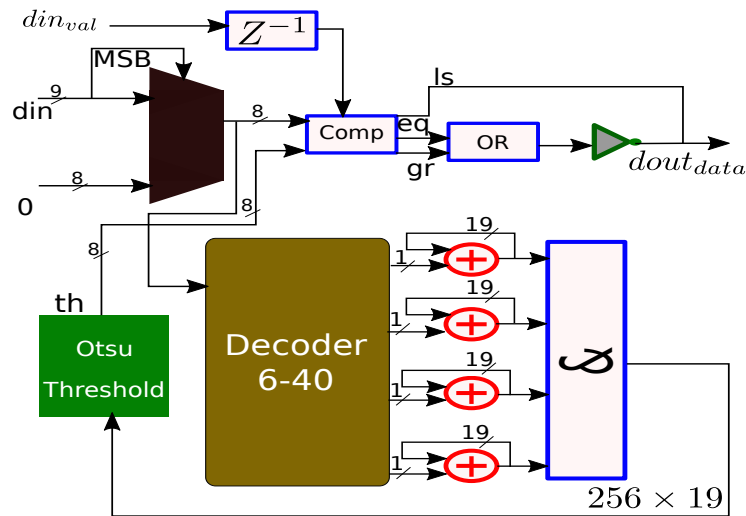 din_val
Z^{-1}
MSB
9
din
8
0
8
Comp
ls
eq
gr
OR
dout_data
8
8
th
Otsu
Threshold
Decoder
6-40
19
1
19
1
19
1
19
1
&
256 × 19